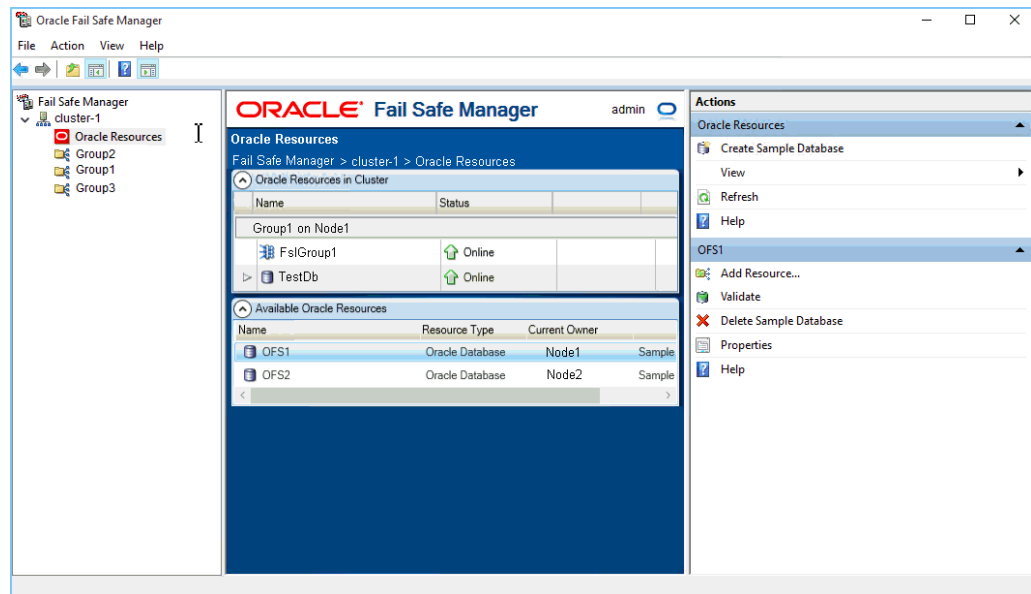 Oracle Fail Safe Manager
File Action View Help
Fail Safe Manager
cluster-1
Oracle Resources
Group2
Group1
Group3
ORACLE Fail Safe Manager admin
Oracle Resources
Fail Safe Manager > cluster-1 > Oracle Resources
Oracle Resources in Cluster
Name Status
Group1 on Node1
FslGroup1 Online
TestDb Online
Available Oracle Resources
Name Resource Type Current Owner
OFS1 Oracle Database Node1 Sample
OFS2 Oracle Database Node2 Sample
Actions
Oracle Resources
Create Sample Database
View
Refresh
Help
OFS1
Add Resource...
Validate
Delete Sample Database
Properties
Help